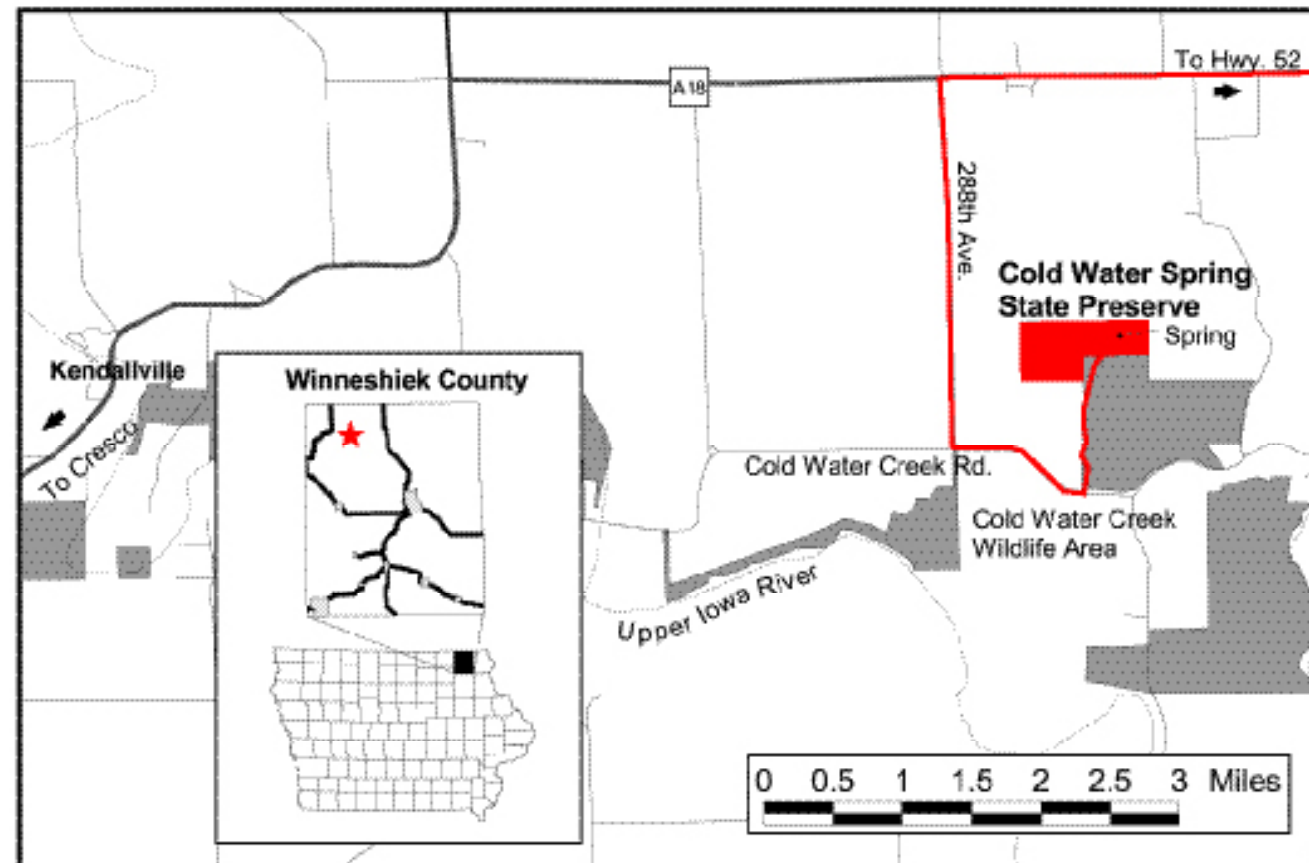 To Hwy. 52
A18
288th Ave.
Cold Water Spring
State Preserve
Spring
Kendallville
To Cresco
Winneshiek County
Cold Water Creek Rd.
Cold Water Creek
Wildlife Area
Upper Iowa River
0 0.5 1 1.5 2 2.5 3 Miles